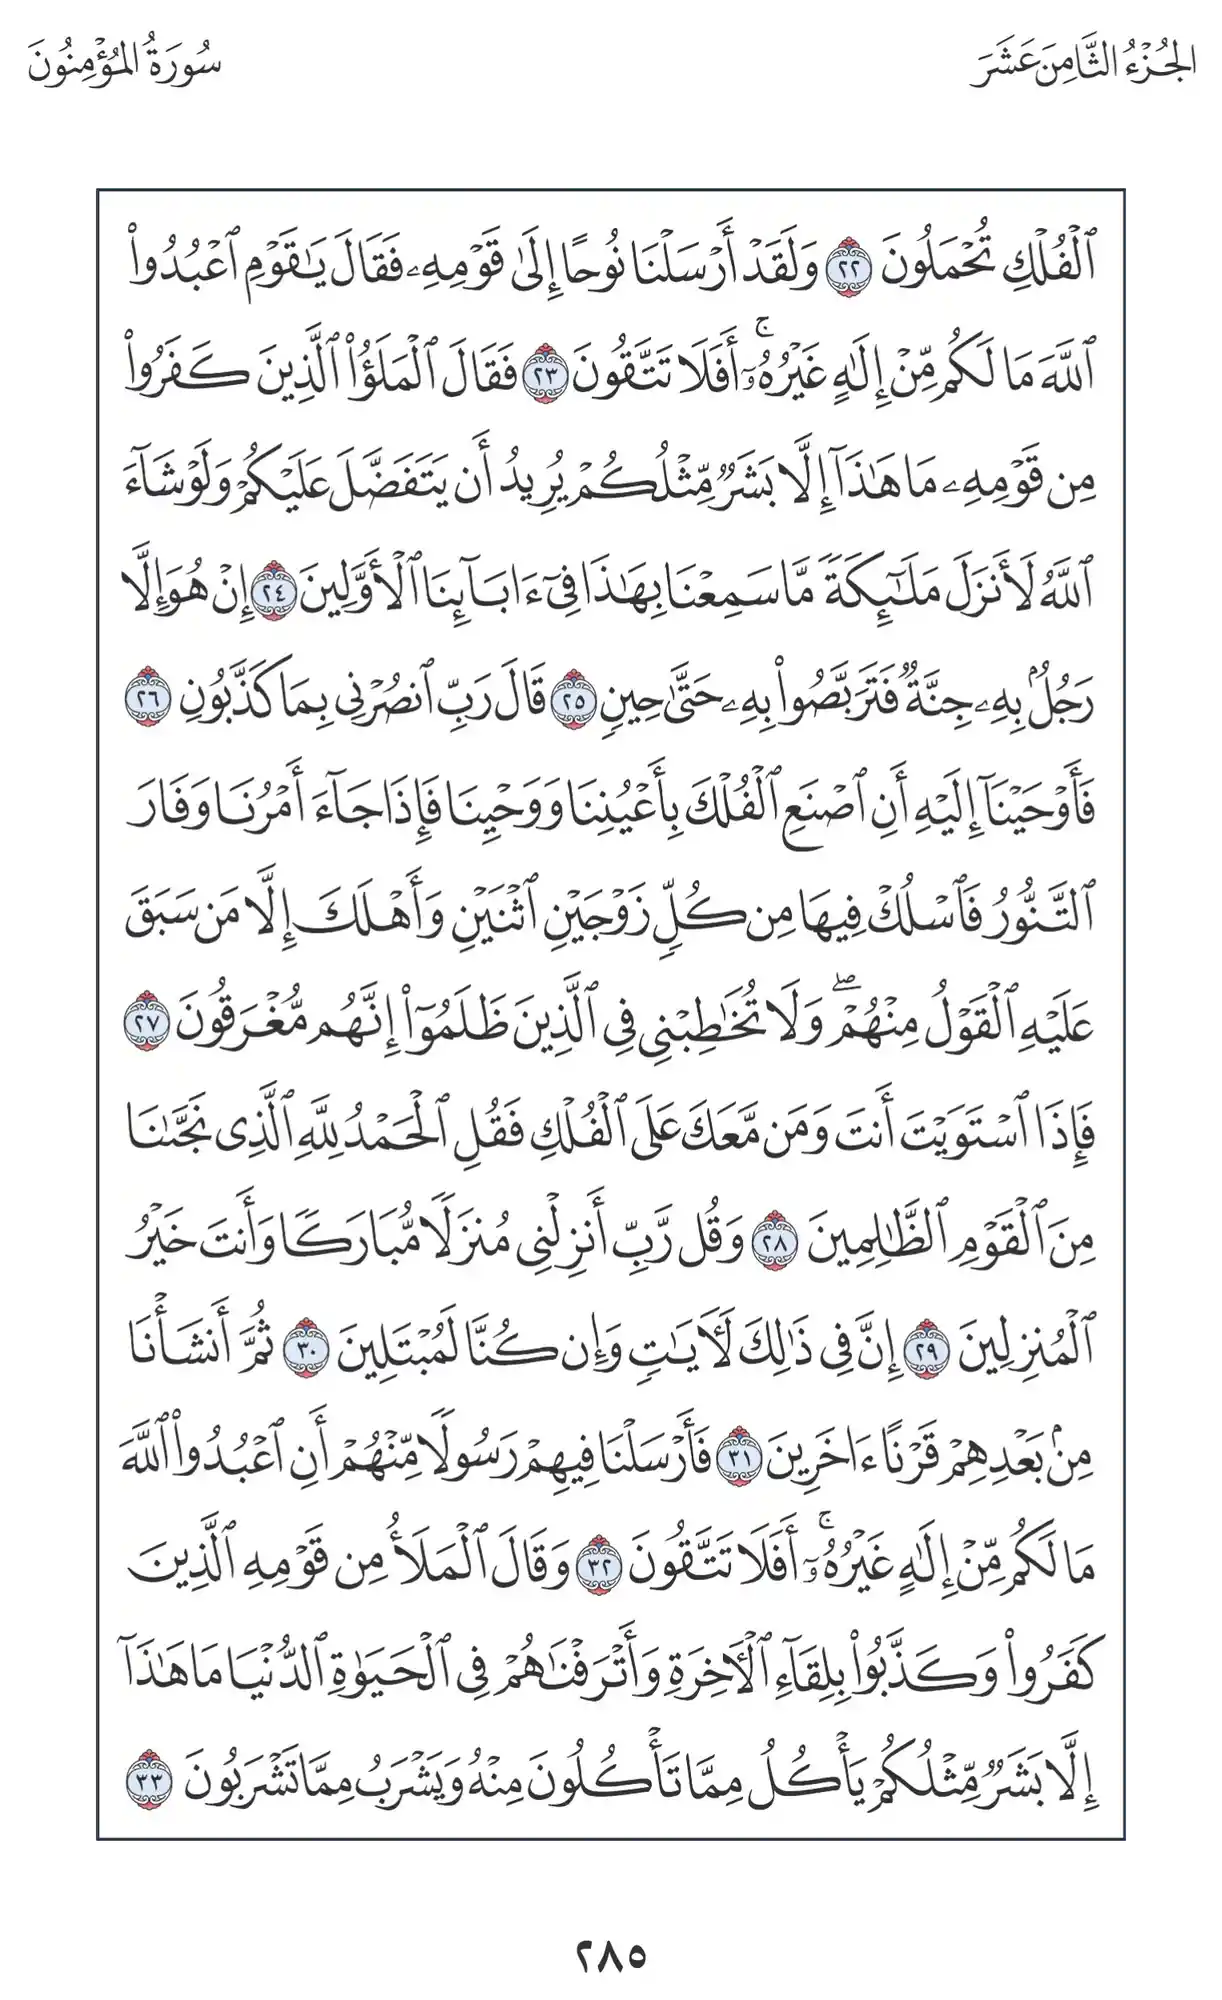 الجُزْءُ الثَّامِنَ عَشَرَ
سُورَةُ المُؤْمِنُونَ
ٱلْفُلْكِ تُحْمَلُونَ ٢٢ وَلَقَدْ أَرْسَلْنَا نُوحًا إِلَىٰ قَوْمِهِۦ فَقَالَ يَٰقَوْمِ ٱعْبُدُوا۟
ٱللَّهَ مَا لَكُم مِّنْ إِلَٰهٍ غَيْرُهُۥٓ ۚ أَفَلَا تَتَّقُونَ ٢٣ فَقَالَ ٱلْمَلَؤُا۟ ٱلَّذِينَ كَفَرُوا۟
مِن قَوْمِهِۦ مَا هَٰذَآ إِلَّا بَشَرٌ مِّثْلُكُمْ يُرِيدُ أَن يَتَفَضَّلَ عَلَيْكُمْ وَلَوْ شَآءَ
ٱللَّهُ لَأَنزَلَ مَلَٰٓئِكَةً مَّا سَمِعْنَا بِهَٰذَا فِىٓ ءَابَآئِنَا ٱلْأَوَّلِينَ ٢٤ إِنْ هُوَ إِلَّا
رَجُلٌۢ بِهِۦ جِنَّةٌ فَتَرَبَّصُوا۟ بِهِۦ حَتَّىٰ حِينٍ ٢٥ قَالَ رَبِّ ٱنصُرْنِى بِمَا كَذَّبُونِ ٢٦
فَأَوْحَيْنَآ إِلَيْهِ أَنِ ٱصْنَعِ ٱلْفُلْكَ بِأَعْيُنِنَا وَوَحْيِنَا فَإِذَا جَآءَ أَمْرُنَا وَفَارَ
ٱلتَّنُّورُ فَٱسْلُكْ فِيهَا مِن كُلٍّ زَوْجَيْنِ ٱثْنَيْنِ وَأَهْلَكَ إِلَّا مَن سَبَقَ
عَلَيْهِ ٱلْقَوْلُ مِنْهُمْ ۖ وَلَا تُخَٰطِبْنِى فِى ٱلَّذِينَ ظَلَمُوٓا۟ إِنَّهُم مُّغْرَقُونَ ٢٧
فَإِذَا ٱسْتَوَيْتَ أَنتَ وَمَن مَّعَكَ عَلَى ٱلْفُلْكِ فَقُلِ ٱلْحَمْدُ لِلَّهِ ٱلَّذِى نَجَّىٰنَا
مِنَ ٱلْقَوْمِ ٱلظَّٰلِمِينَ ٢٨ وَقُل رَّبِّ أَنزِلْنِى مُنزَلًا مُّبَارَكًا وَأَنتَ خَيْرُ
ٱلْمُنزِلِينَ ٢٩ إِنَّ فِى ذَٰلِكَ لَءَايَٰتٍ وَإِن كُنَّا لَمُبْتَلِينَ ٣٠ ثُمَّ أَنشَأْنَا
مِنۢ بَعْدِهِمْ قَرْنًا ءَاخَرِينَ ٣١ فَأَرْسَلْنَا فِيهِمْ رَسُولًا مِّنْهُمْ أَنِ ٱعْبُدُوا۟ ٱللَّهَ
مَا لَكُم مِّنْ إِلَٰهٍ غَيْرُهُۥٓ ۚ أَفَلَا تَتَّقُونَ ٣٢ وَقَالَ ٱلْمَلَأُ مِن قَوْمِهِ ٱلَّذِينَ
كَفَرُوا۟ وَكَذَّبُوا۟ بِلِقَآءِ ٱلْءَاخِرَةِ وَأَتْرَفْنَٰهُمْ فِى ٱلْحَيَوٰةِ ٱلدُّنْيَا مَا هَٰذَآ
إِلَّا بَشَرٌ مِّثْلُكُمْ يَأْكُلُ مِمَّا تَأْكُلُونَ مِنْهُ وَيَشْرَبُ مِمَّا تَشْرَبُونَ ٣٣
٢٨٥